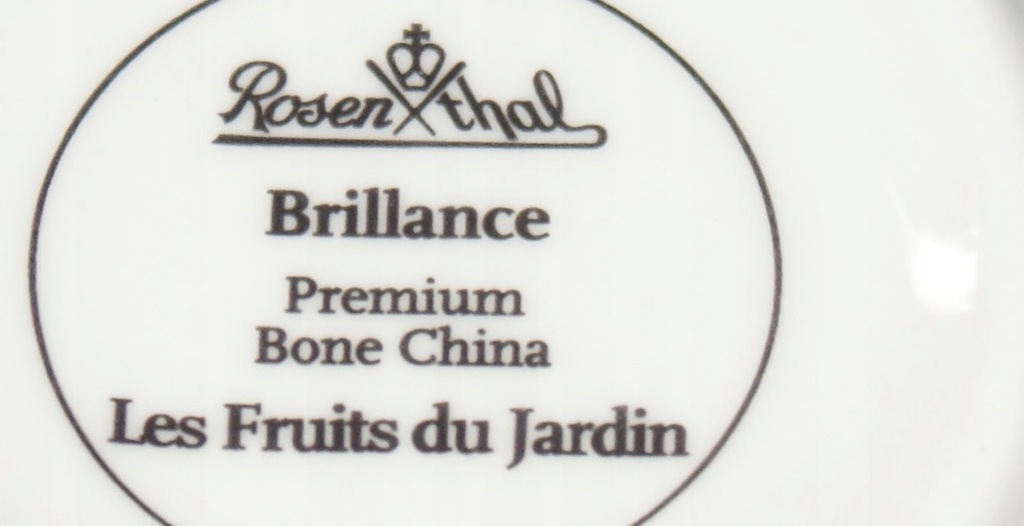 Rosenthal
Brillance
Premium
Bone China
Les Fruits du Jardin